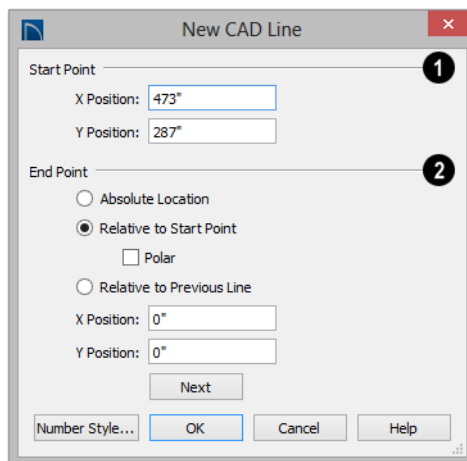 New CAD Line
Start Point 1
X Position: 473"
Y Position: 287"
End Point 2
Absolute Location
Relative to Start Point
Polar
Relative to Previous Line
X Position: 0"
Y Position: 0"
Next
Number Style... OK Cancel Help